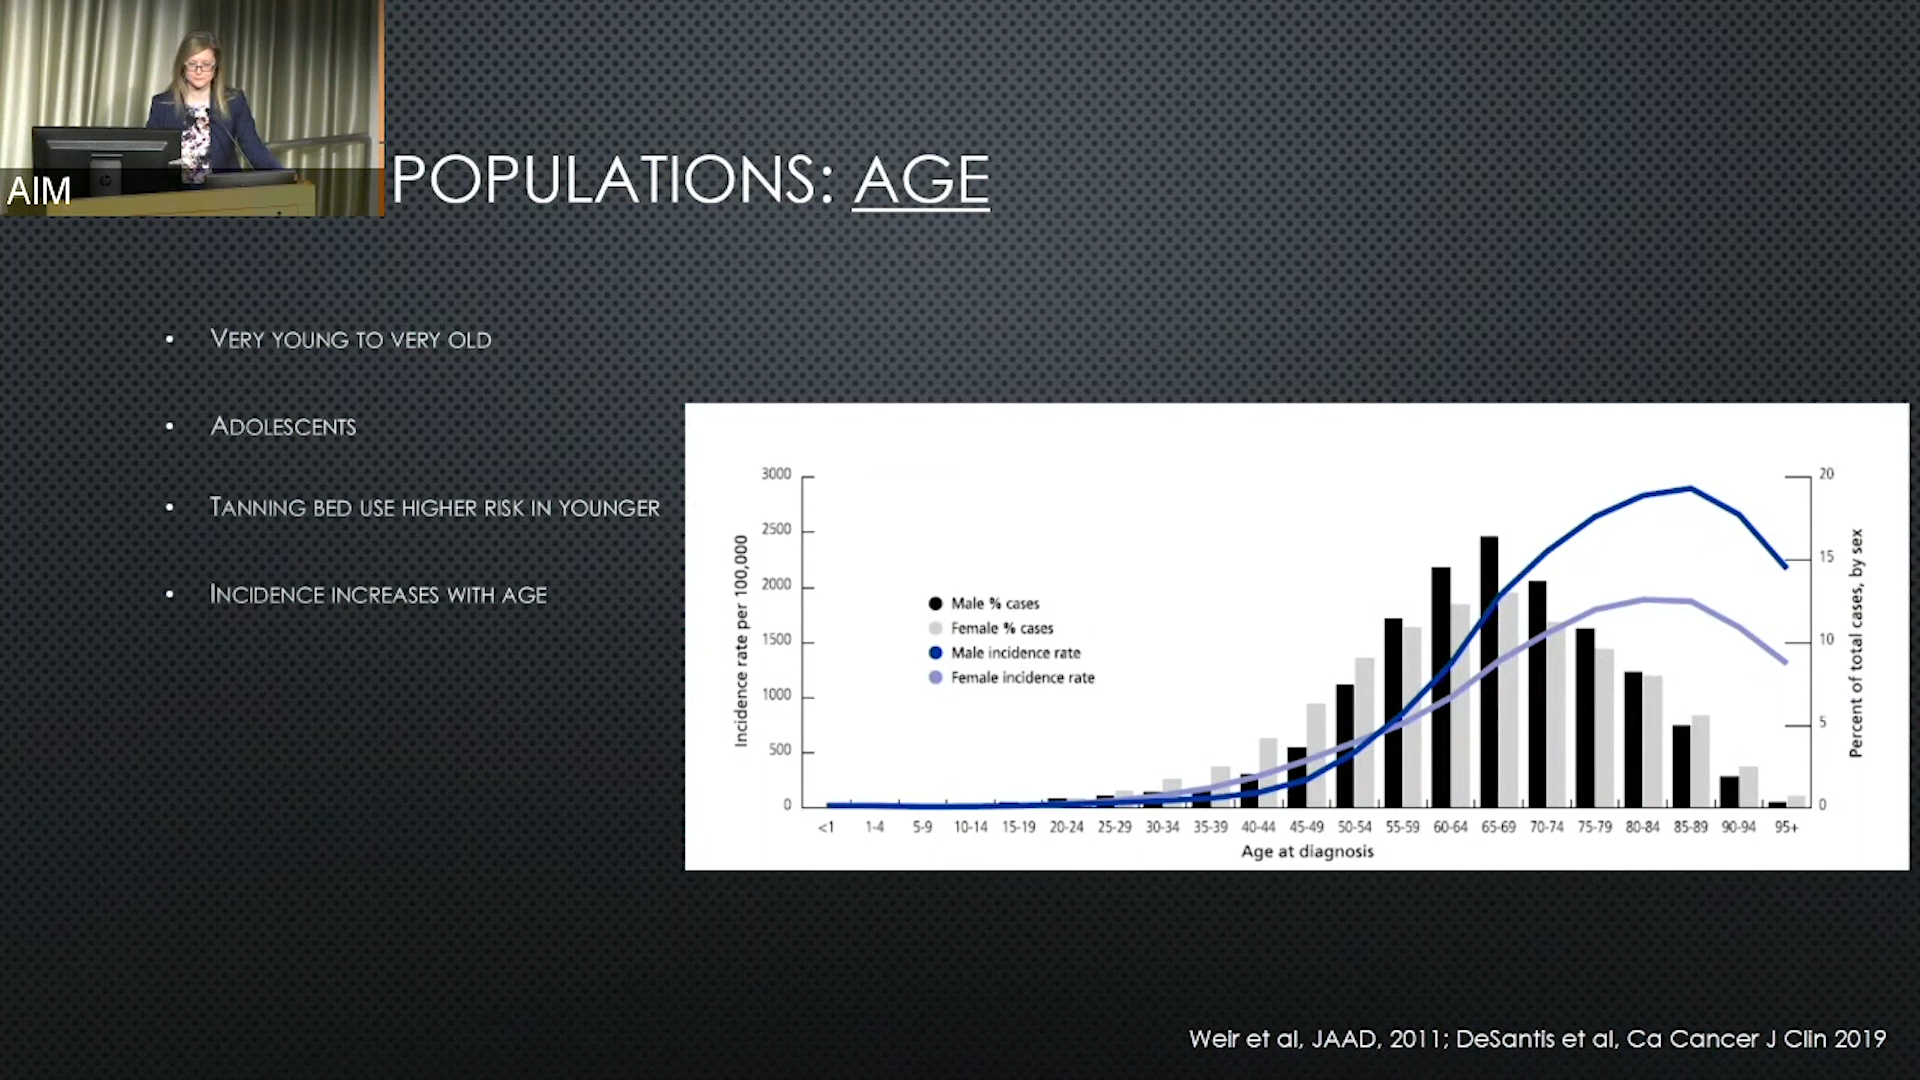 AIM
POPULATIONS: AGE
• VERY YOUNG TO VERY OLD
• ADOLESCENTS
• TANNING BED USE HIGHER RISK IN YOUNGER
• INCIDENCE INCREASES WITH AGE
Incidence rate per 100,000
3000
2500
2000
1500
1000
500
0
Male % cases
Female % cases
Male incidence rate
Female incidence rate
20
15
10
5
0
Percent of total cases, by sex
<1 1-4 5-9 10-14 15-19 20-24 25-29 30-34 35-39 40-44 45-49 50-54 55-59 60-64 65-69 70-74 75-79 80-84 85-89 90-94 95+
Age at diagnosis
Weir et al, JAAD, 2011; DeSantis et al, Ca Cancer J Clin 2019